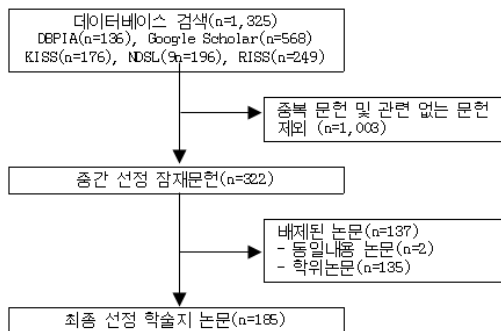 데이터베이스 검색(n=1,325)
DBPIA(n=136), Google Scholar(n=568)
KISS(n=176), NDSL(9n=196), RISS(n=249)
중복 문헌 및 관련 없는 문헌
제외 (n=1,003)
중간 선정 잠재문헌(n=322)
배제된 논문(n=137)
- 동일내용 논문(n=2)
- 학위논문(n=135)
최종 선정 학술지 논문(n=185)